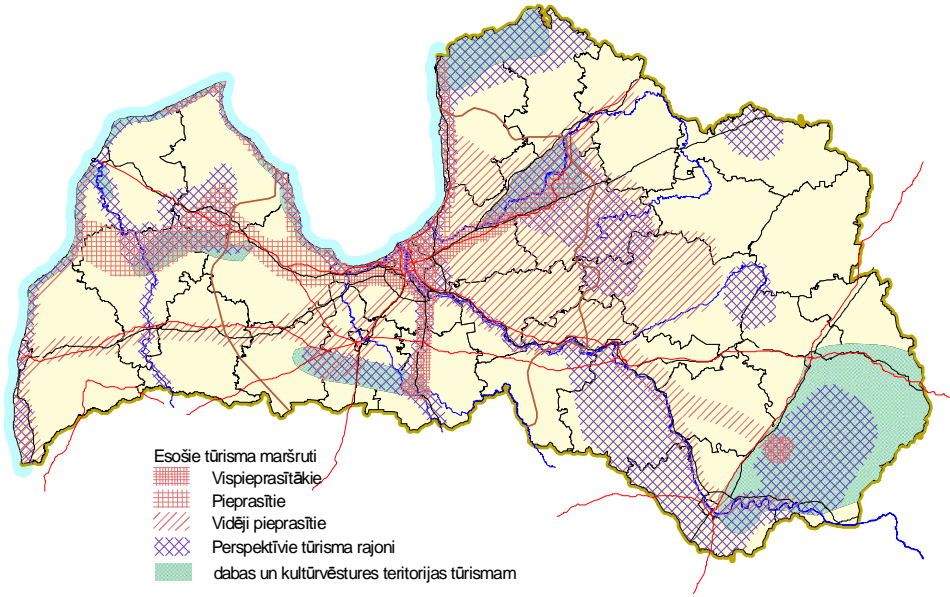 Esošie tūrisma maršruti
Vispieprasītākie
Pieprasītie
Vidēji pieprasītie
Perspektīvie tūrisma rajoni
dabas un kultūrvēstures teritorijas tūrismam